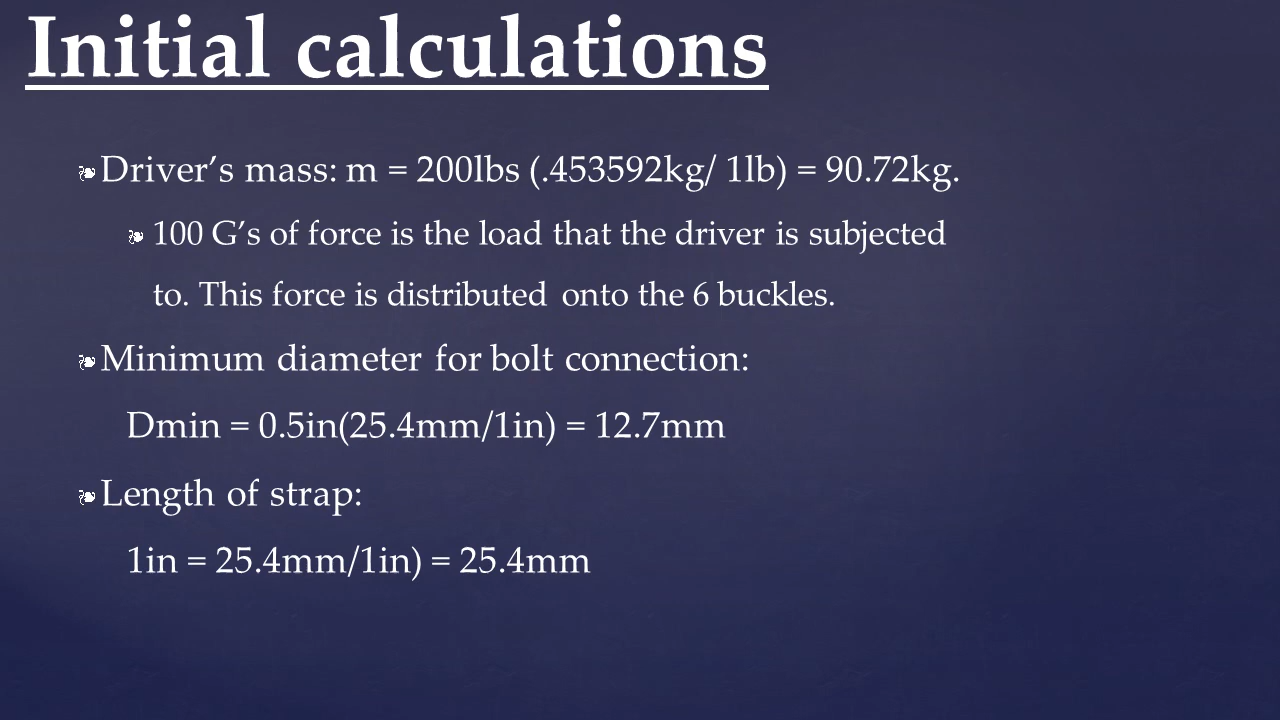 Initial calculations
❧Driver’s mass: m = 200lbs (.453592kg/ 1lb) = 90.72kg.
❧ 100 G’s of force is the load that the driver is subjected
to. This force is distributed onto the 6 buckles.
❧Minimum diameter for bolt connection:
Dmin = 0.5in(25.4mm/1in) = 12.7mm
❧Length of strap:
1in = 25.4mm/1in) = 25.4mm